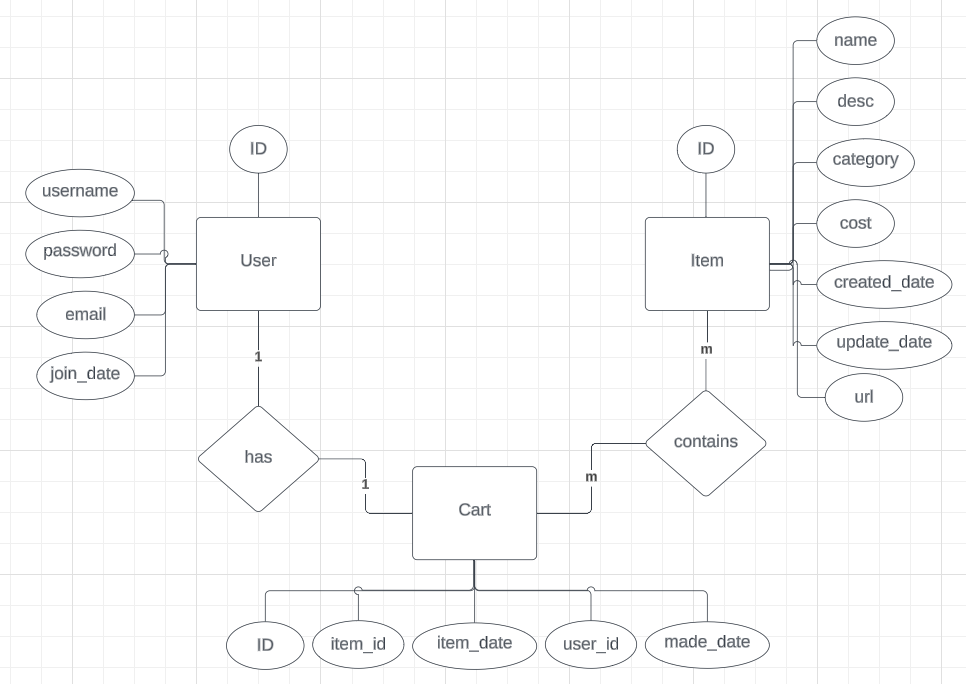 name
desc
ID
ID
category
username
cost
password
User
Item
created_date
email
update_date
1
m
join_date
url
has
contains
1
m
Cart
ID
item_id
item_date
user_id
made_date